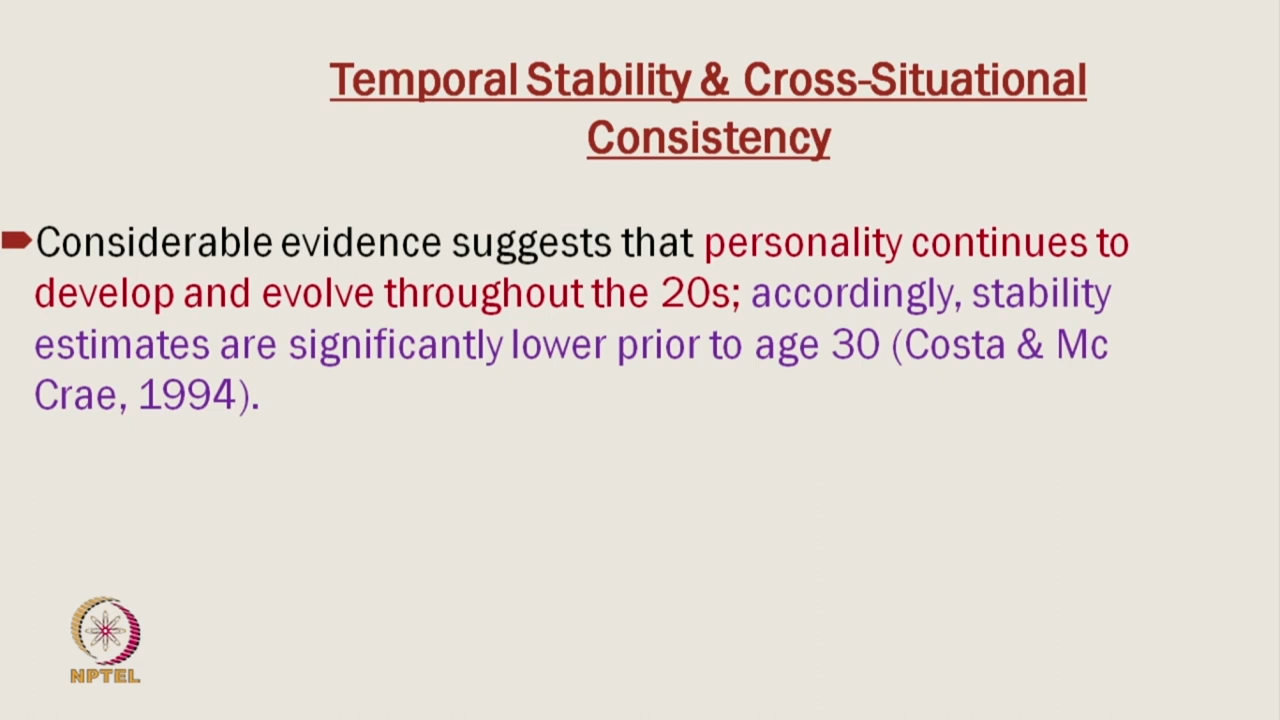 Temporal Stability & Cross-Situational
Consistency
Considerable evidence suggests that personality continues to
develop and evolve throughout the 20s; accordingly, stability
estimates are significantly lower prior to age 30 (Costa & Mc
Crae, 1994).
NPTEL